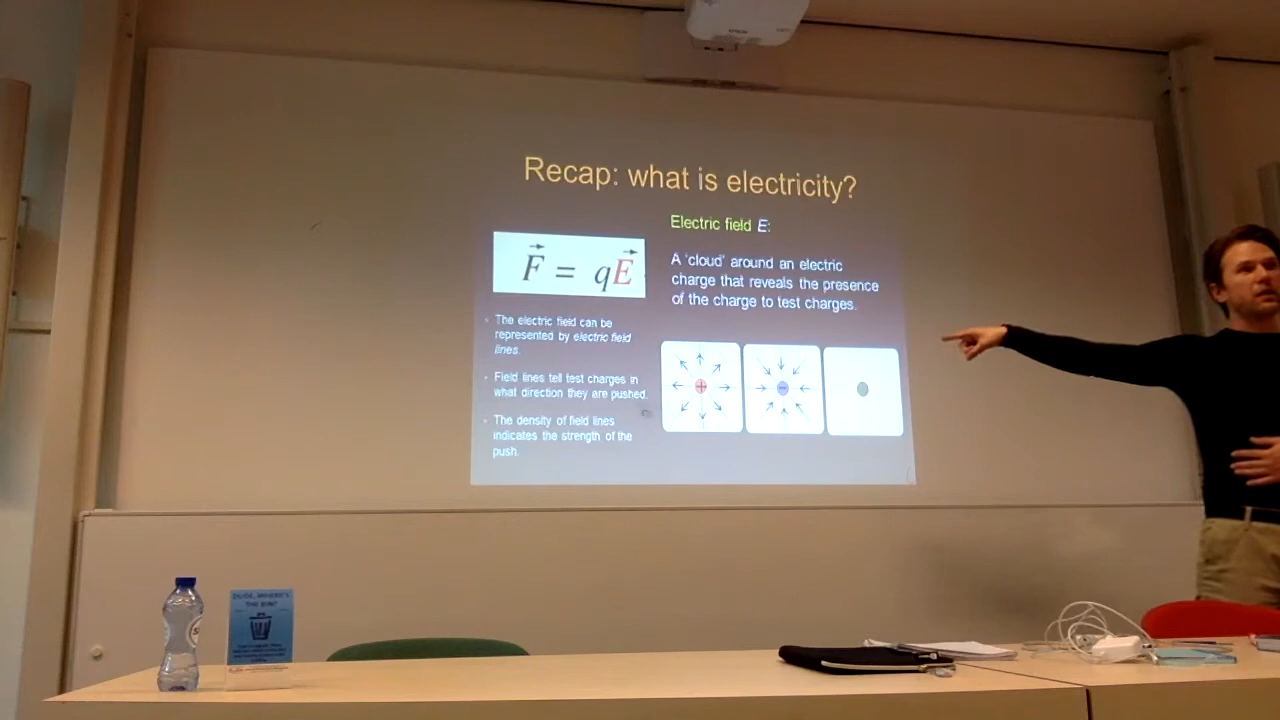 Recap: what is electricity?
F = qE
Electric field E:
A 'cloud' around an electric
charge that reveals the presence
of the charge to test charges.
• The electric field can be
represented by electric field
lines.
• Field lines tell test charges in
what direction they are pushed.
• The density of field lines
indicates the strength of the
push.
+
DUDE, WHERE'S
THE BIN?